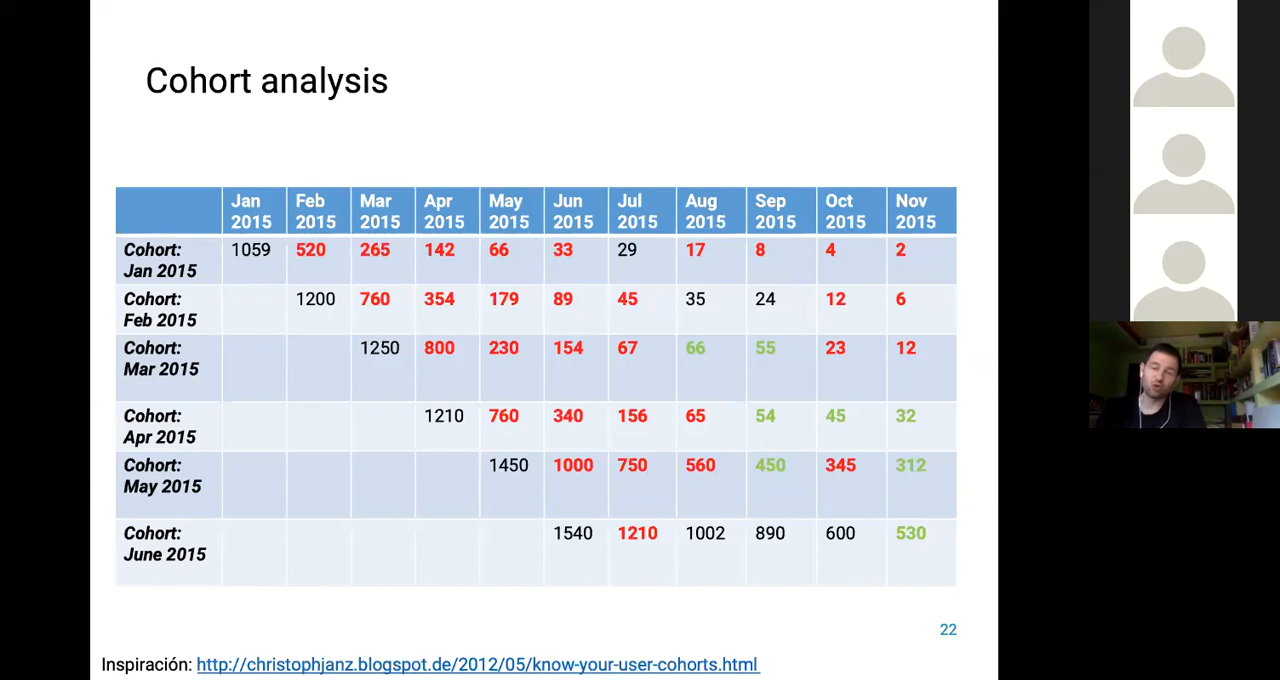 Cohort analysis
Jan 2015 Feb 2015 Mar 2015 Apr 2015 May 2015 Jun 2015 Jul 2015 Aug 2015 Sep 2015 Oct 2015 Nov 2015
Cohort: Jan 2015 1059 520 265 142 66 33 29 17 8 4 2
Cohort: Feb 2015 1200 760 354 179 89 45 35 24 12 6
Cohort: Mar 2015 1250 800 230 154 67 66 55 23 12
Cohort: Apr 2015 1210 760 340 156 65 54 45 32
Cohort: May 2015 1450 1000 750 560 450 345 312
Cohort: June 2015 1540 1210 1002 890 600 530
22
Inspiración: http://christophjanz.blogspot.de/2012/05/know-your-user-cohorts.html